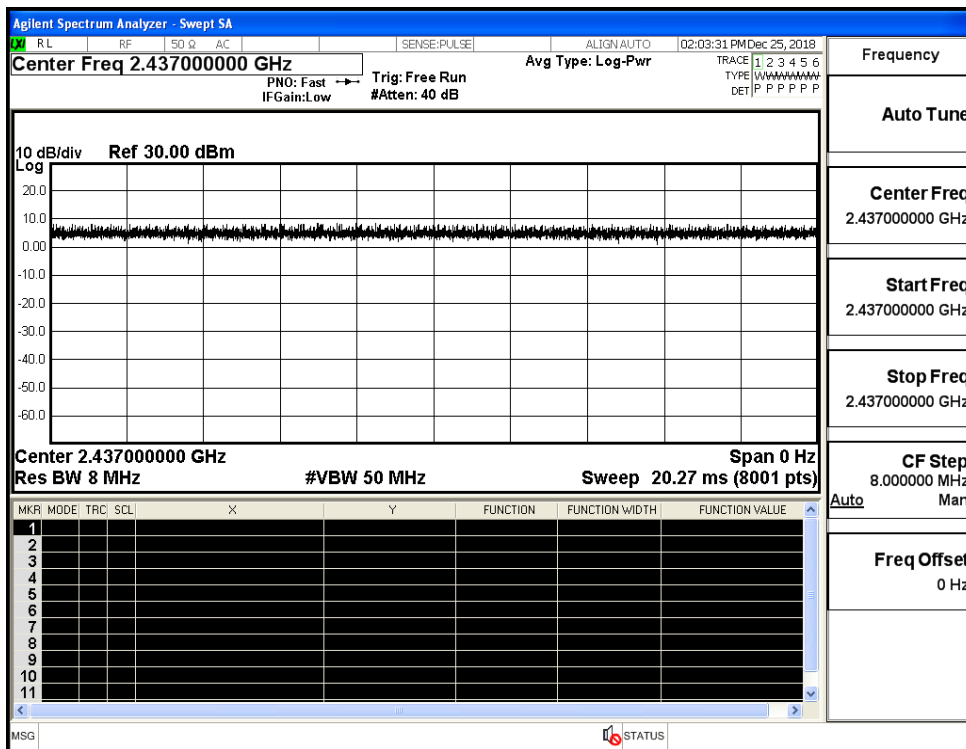 Agilent Spectrum Analyzer - Swept SA
LXI RL RF 50 Ω AC SENSE:PULSE ALIGN AUTO 02:03:31 PM Dec 25, 2018
Center Freq 2.437000000 GHz
Avg Type: Log-Pwr
TRACE 1 2 3 4 5 6
PNO: Fast Trig: Free Run
TYPE WWWWWW
IFGain:Low #Atten: 40 dB
DET P P P P P P
10 dB/div Ref 30.00 dBm
Log
20.0
10.0
0.00
-10.0
-20.0
-30.0
-40.0
-50.0
-60.0
Center 2.437000000 GHz Span 0 Hz
Res BW 8 MHz #VBW 50 MHz Sweep 20.27 ms (8001 pts)
MKR MODE TRC SCL X Y FUNCTION FUNCTION WIDTH FUNCTION VALUE
1
2
3
4
5
6
7
8
9
10
11
MSG STATUS
Frequency
Auto Tune
Center Freq
2.437000000 GHz
Start Freq
2.437000000 GHz
Stop Freq
2.437000000 GHz
CF Step
8.000000 MHz
Auto Man
Freq Offset
0 Hz